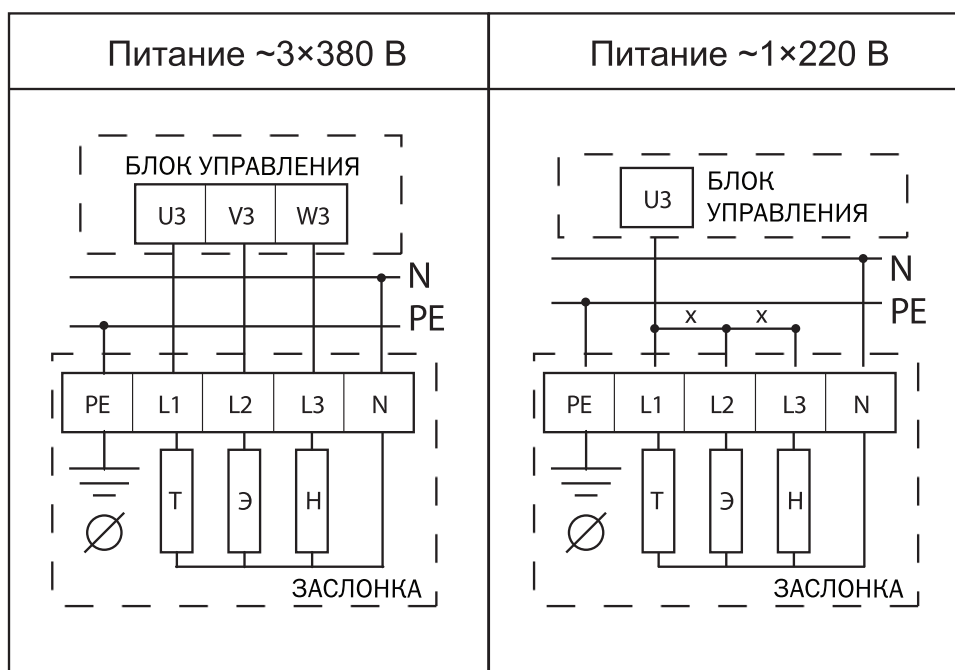 Питание ~3×380 В
БЛОК УПРАВЛЕНИЯ
U3 V3 W3
N
PE
PE L1 L2 L3 N
Т Э Н
ЗАСЛОНКА
Питание ~1×220 В
U3
БЛОК
УПРАВЛЕНИЯ
N
PE
x x
PE L1 L2 L3 N
Т Э Н
ЗАСЛОНКА